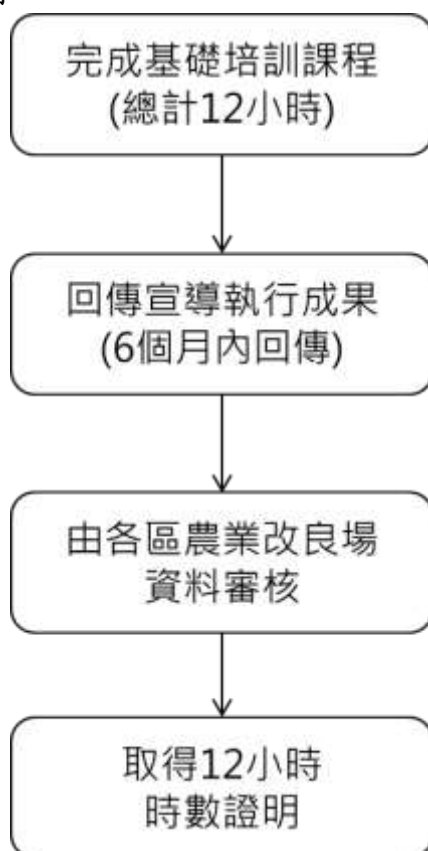 完成基礎培訓課程
(總計12小時)
回傳宣導執行成果
(6個月內回傳)
由各區農業改良場
資料審核
取得12小時
時數證明